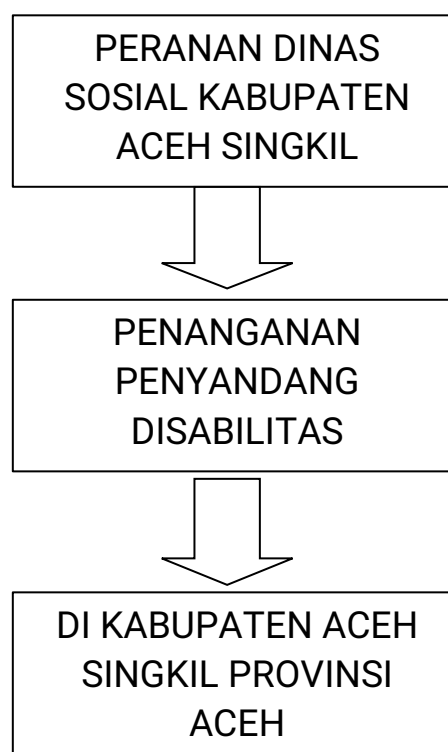 PERANAN DINAS
SOSIAL KABUPATEN
ACEH SINGKIL
PENANGANAN
PENYANDANG
DISABILITAS
DI KABUPATEN ACEH
SINGKIL PROVINSI
ACEH